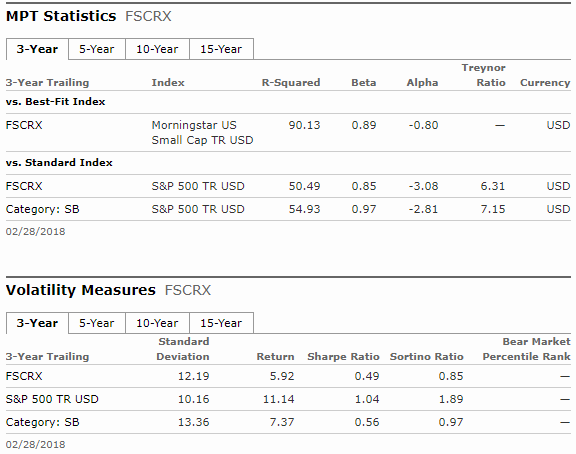 MPT Statistics FSCRX
3-Year 5-Year 10-Year 15-Year
Treynor
3-Year Trailing Index R-Squared Beta Alpha Ratio Currency
vs. Best-Fit Index
FSCRX Morningstar US 90.13 0.89 -0.80 — USD
Small Cap TR USD
vs. Standard Index
FSCRX S&P 500 TR USD 50.49 0.85 -3.08 6.31 USD
Category: SB S&P 500 TR USD 54.93 0.97 -2.81 7.15 USD
02/28/2018
Volatility Measures FSCRX
3-Year 5-Year 10-Year 15-Year
Standard Bear Market
3-Year Trailing Deviation Return Sharpe Ratio Sortino Ratio Percentile Rank
FSCRX 12.19 5.92 0.49 0.85 —
S&P 500 TR USD 10.16 11.14 1.04 1.89 —
Category: SB 13.36 7.37 0.56 0.97 —
02/28/2018